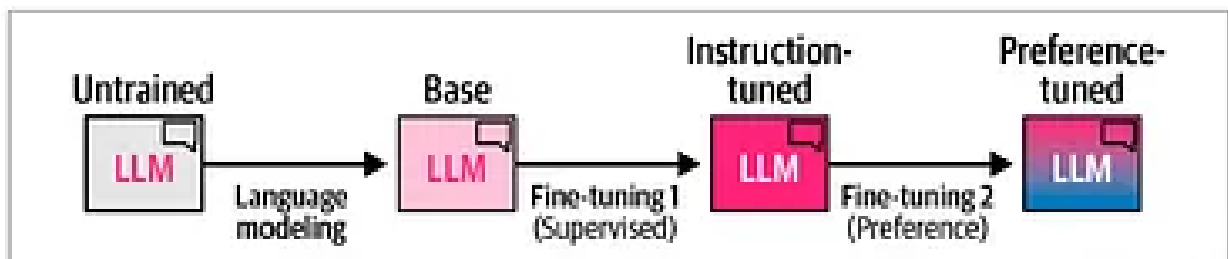 Untrained
Base
Instruction-
tuned
Preference-
tuned
LLM
LLM
LLM
LLM
Language
modeling
Fine-tuning 1
(Supervised)
Fine-tuning 2
(Preference)